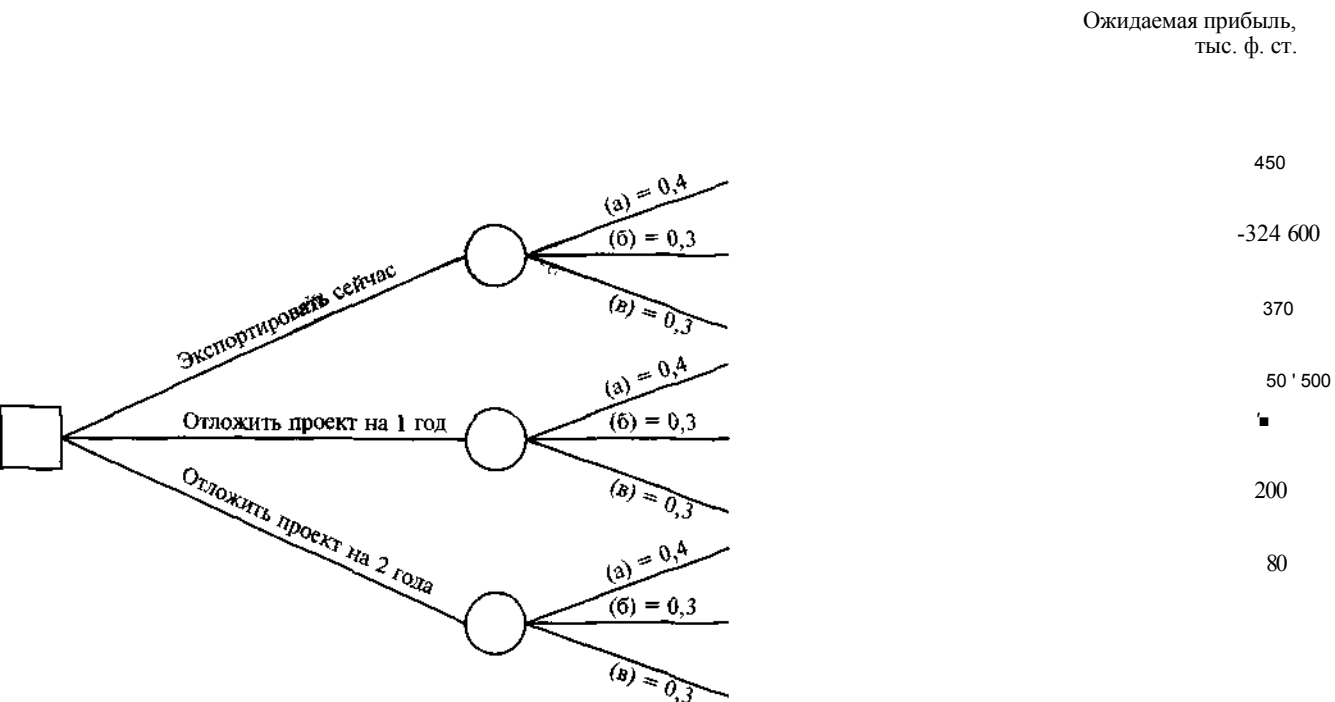 Ожидаемая прибыль,
тыс. ф. ст.
450
(а) = 0,4
-324 600
(б) = 0,3
Экспортировать сейчас
(в) = 0,3
370
(а) = 0,4
50 ' 500
Отложить проект на 1 год
(б) = 0,3
(в) = 0,3
200
Отложить проект на 2 года
(а) = 0,4
80
(б) = 0,3
(в) = 0,3